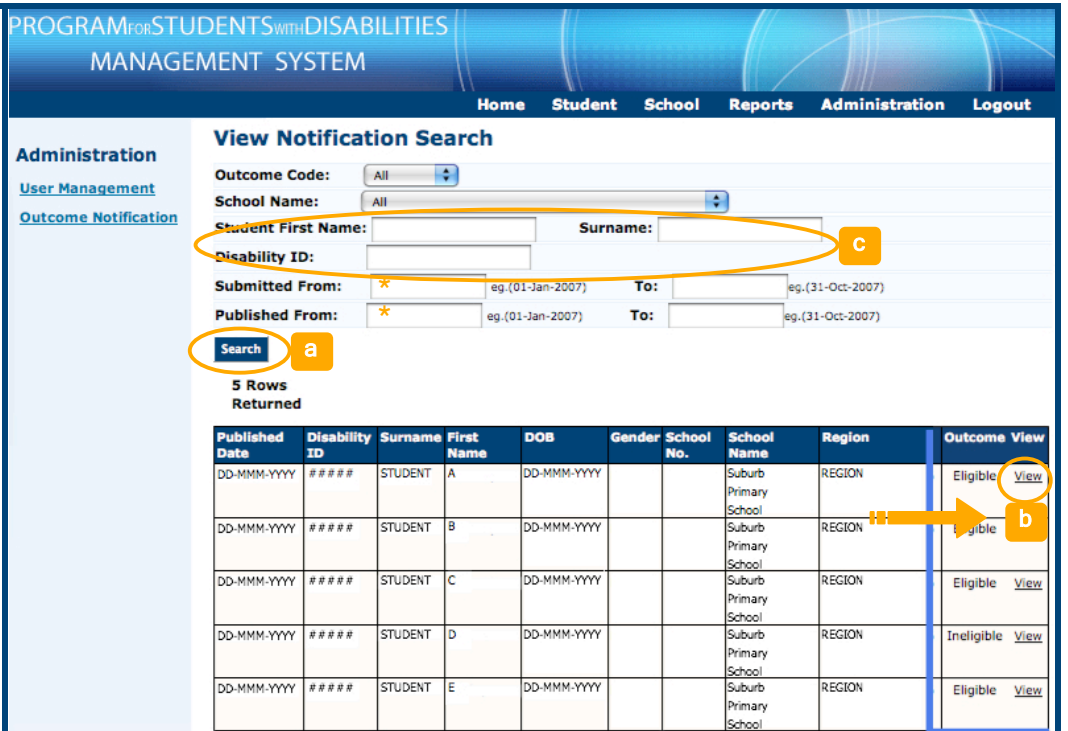 PROGRAMFORSTUDENTSWITHDISABILITIES
MANAGEMENT SYSTEM
Home Student School Reports Administration Logout
Administration
User Management
Outcome Notification
View Notification Search
Outcome Code: All
School Name: All
Student First Name: Surname:
Disability ID:
c
Submitted From: * eg.(01-Jan-2007) To: eg.(31-Oct-2007)
Published From: * eg.(01-Jan-2007) To: eg.(31-Oct-2007)
Search a
5 Rows
Returned
Published Date Disability ID Surname First Name DOB Gender School No. School Name Region Outcome View
DD-MMM-YYYY ##### STUDENT A DD-MMM-YYYY Suburb Primary School REGION Eligible View
b
DD-MMM-YYYY ##### STUDENT B DD-MMM-YYYY Suburb Primary School REGION Eligible
DD-MMM-YYYY ##### STUDENT C DD-MMM-YYYY Suburb Primary School REGION Eligible View
DD-MMM-YYYY ##### STUDENT D DD-MMM-YYYY Suburb Primary School REGION Ineligible View
DD-MMM-YYYY ##### STUDENT E DD-MMM-YYYY Suburb Primary School REGION Eligible View